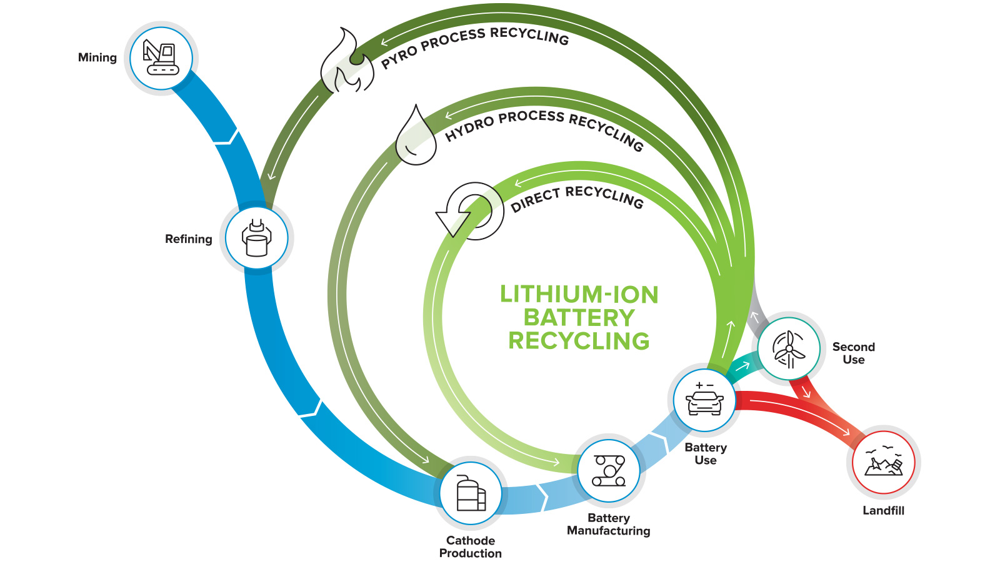 Mining
PYRO PROCESS RECYCLING
HYDRO PROCESS RECYCLING
DIRECT RECYCLING
Refining
LITHIUM-ION
BATTERY
RECYCLING
Second
Use
+ −
Battery
Use
Landfill
Battery
Manufacturing
Cathode
Production